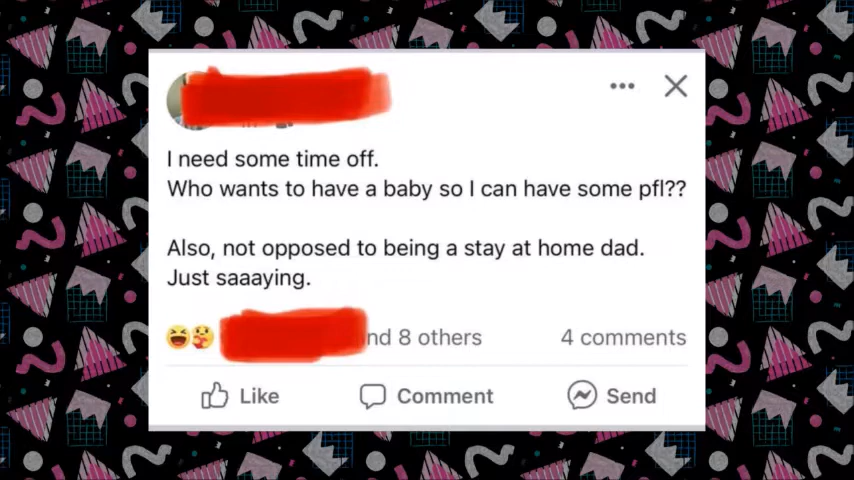 I need some time off.
Who wants to have a baby so I can have some pfl??
Also, not opposed to being a stay at home dad.
Just saaaying.
nd 8 others 4 comments
Like Comment Send